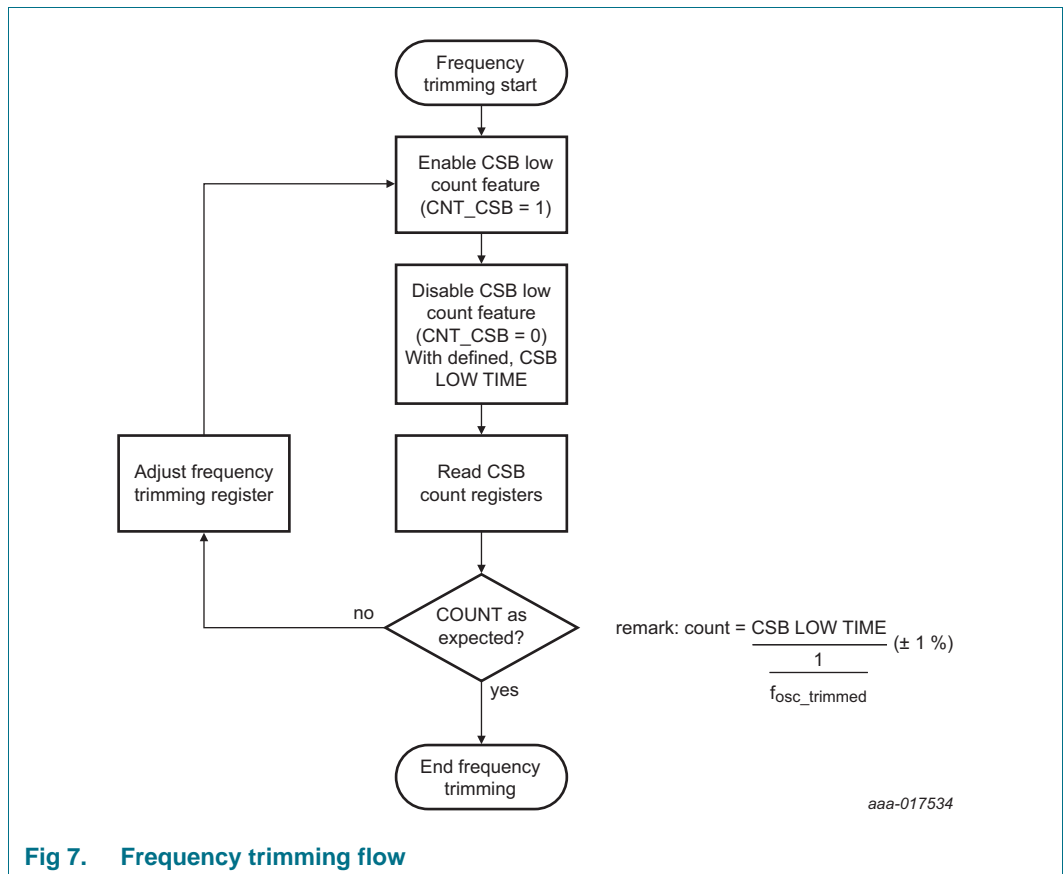 Frequency
trimming start
Enable CSB low
count feature
(CNT_CSB = 1)
Disable CSB low
count feature
(CNT_CSB = 0)
With defined, CSB
LOW TIME
Adjust frequency
trimming register
Read CSB
count registers
no
COUNT as
expected?
remark: count = CSB LOW TIME (± 1 %)
1
fosc_trimmed
yes
End frequency
trimming
aaa-017534
Fig 7. Frequency trimming flow